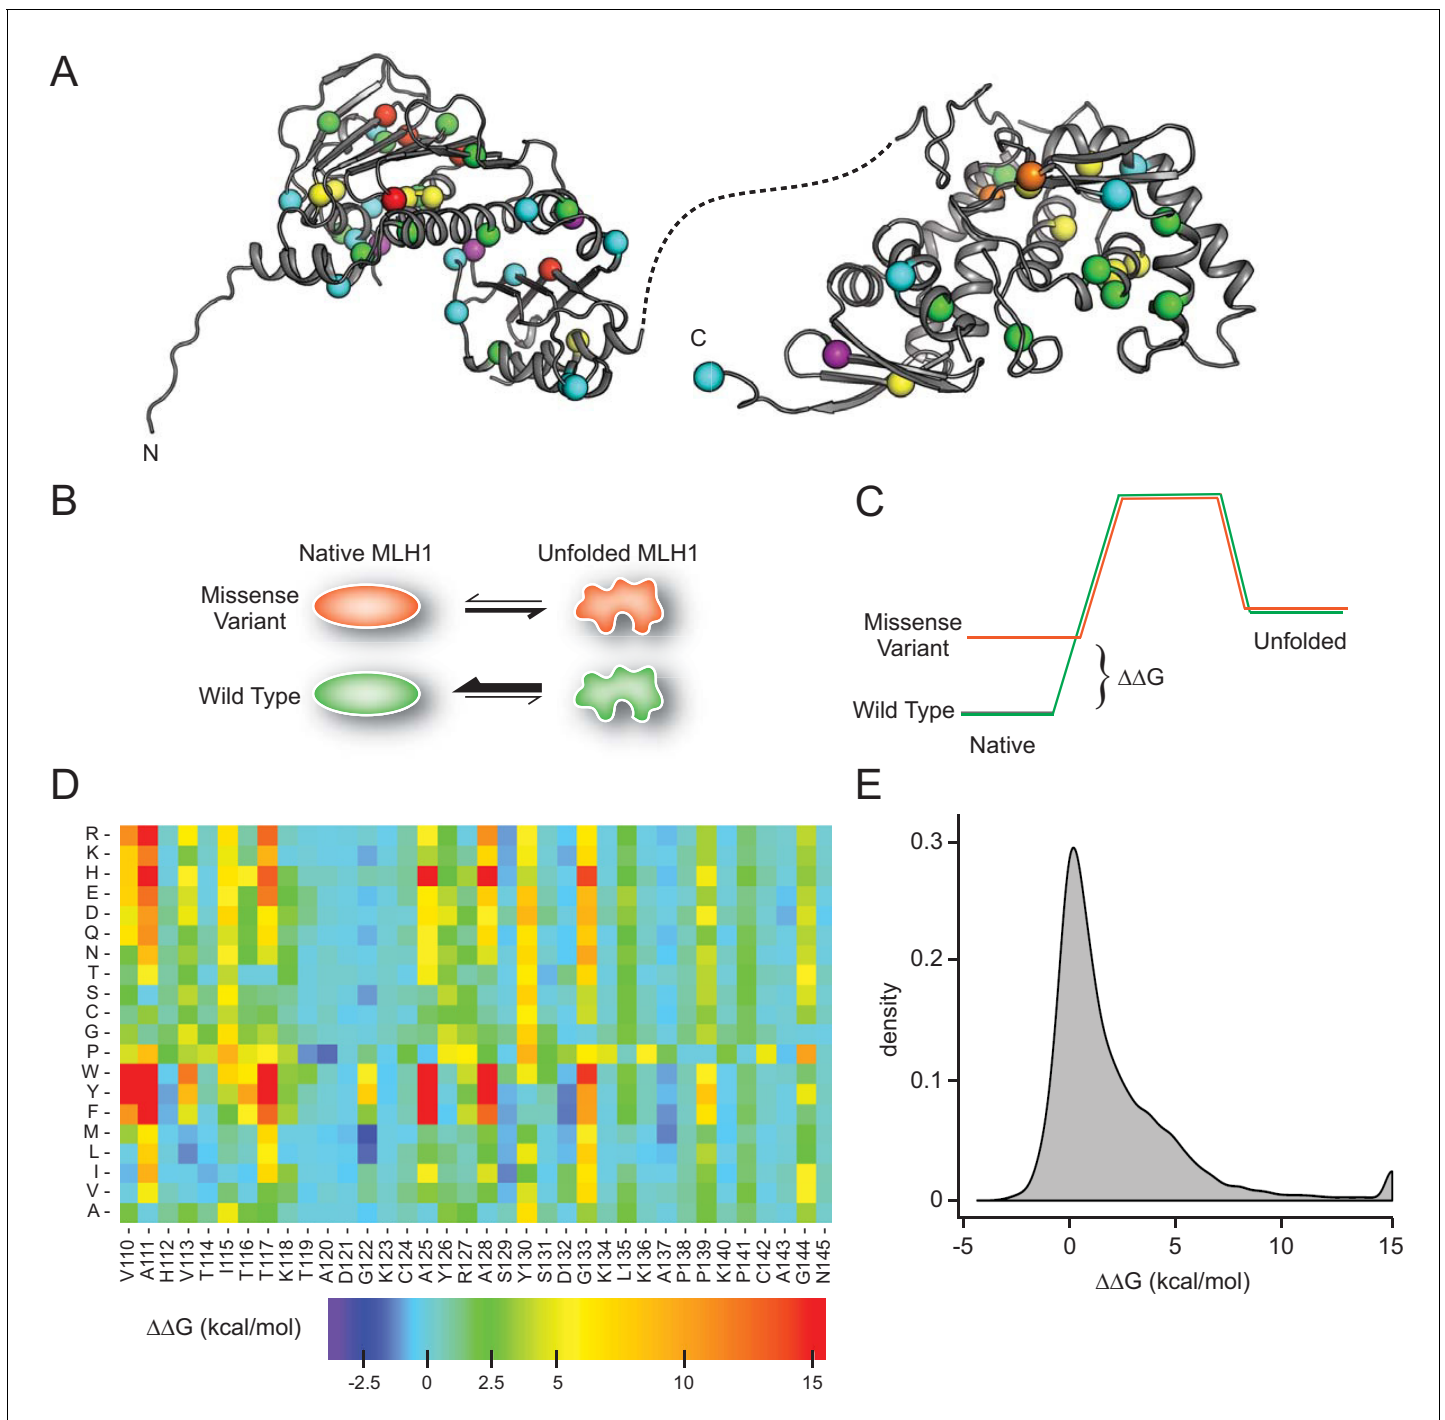 A
N
C
B
Native MLH1
Unfolded MLH1
Missense
Variant
Wild Type
C
Missense
Variant
Wild Type
Native
Unfolded
ΔΔG
D
R -
K -
H -
E -
D -
Q -
N -
T -
S -
C -
G -
P -
W -
Y -
F -
M -
L -
I -
V -
A -
V110 -
A111 -
H112 -
V113 -
T114 -
I115 -
T116 -
T117 -
K118 -
T119 -
A120 -
D121 -
G122 -
K123 -
C124 -
A125 -
Y126 -
R127 -
A128 -
S129 -
Y130 -
S131 -
D132 -
G133 -
K134 -
L135 -
K136 -
A137 -
P138 -
P139 -
K140 -
P141 -
C142 -
A143 -
G144 -
N145 -
ΔΔG (kcal/mol)
-2.5 0 2.5 5 10 15
E
density
0.3
0.2
0.1
0
-5 0 5 10 15
ΔΔG (kcal/mol)